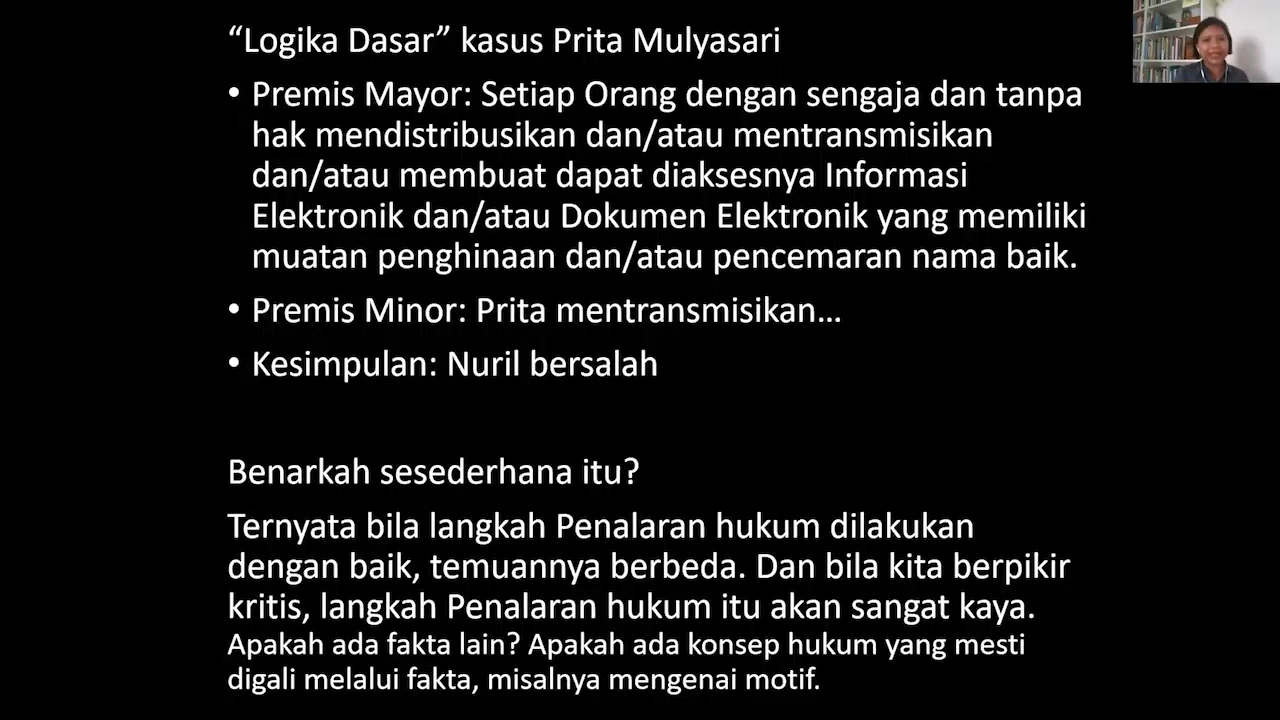 “Logika Dasar” kasus Prita Mulyasari
• Premis Mayor: Setiap Orang dengan sengaja dan tanpa
hak mendistribusikan dan/atau mentransmisikan
dan/atau membuat dapat diaksesnya Informasi
Elektronik dan/atau Dokumen Elektronik yang memiliki
muatan penghinaan dan/atau pencemaran nama baik.
• Premis Minor: Prita mentransmisikan…
• Kesimpulan: Nuril bersalah
Benarkah sesederhana itu?
Ternyata bila langkah Penalaran hukum dilakukan
dengan baik, temuannya berbeda. Dan bila kita berpikir
kritis, langkah Penalaran hukum itu akan sangat kaya.
Apakah ada fakta lain? Apakah ada konsep hukum yang mesti
digali melalui fakta, misalnya mengenai motif.